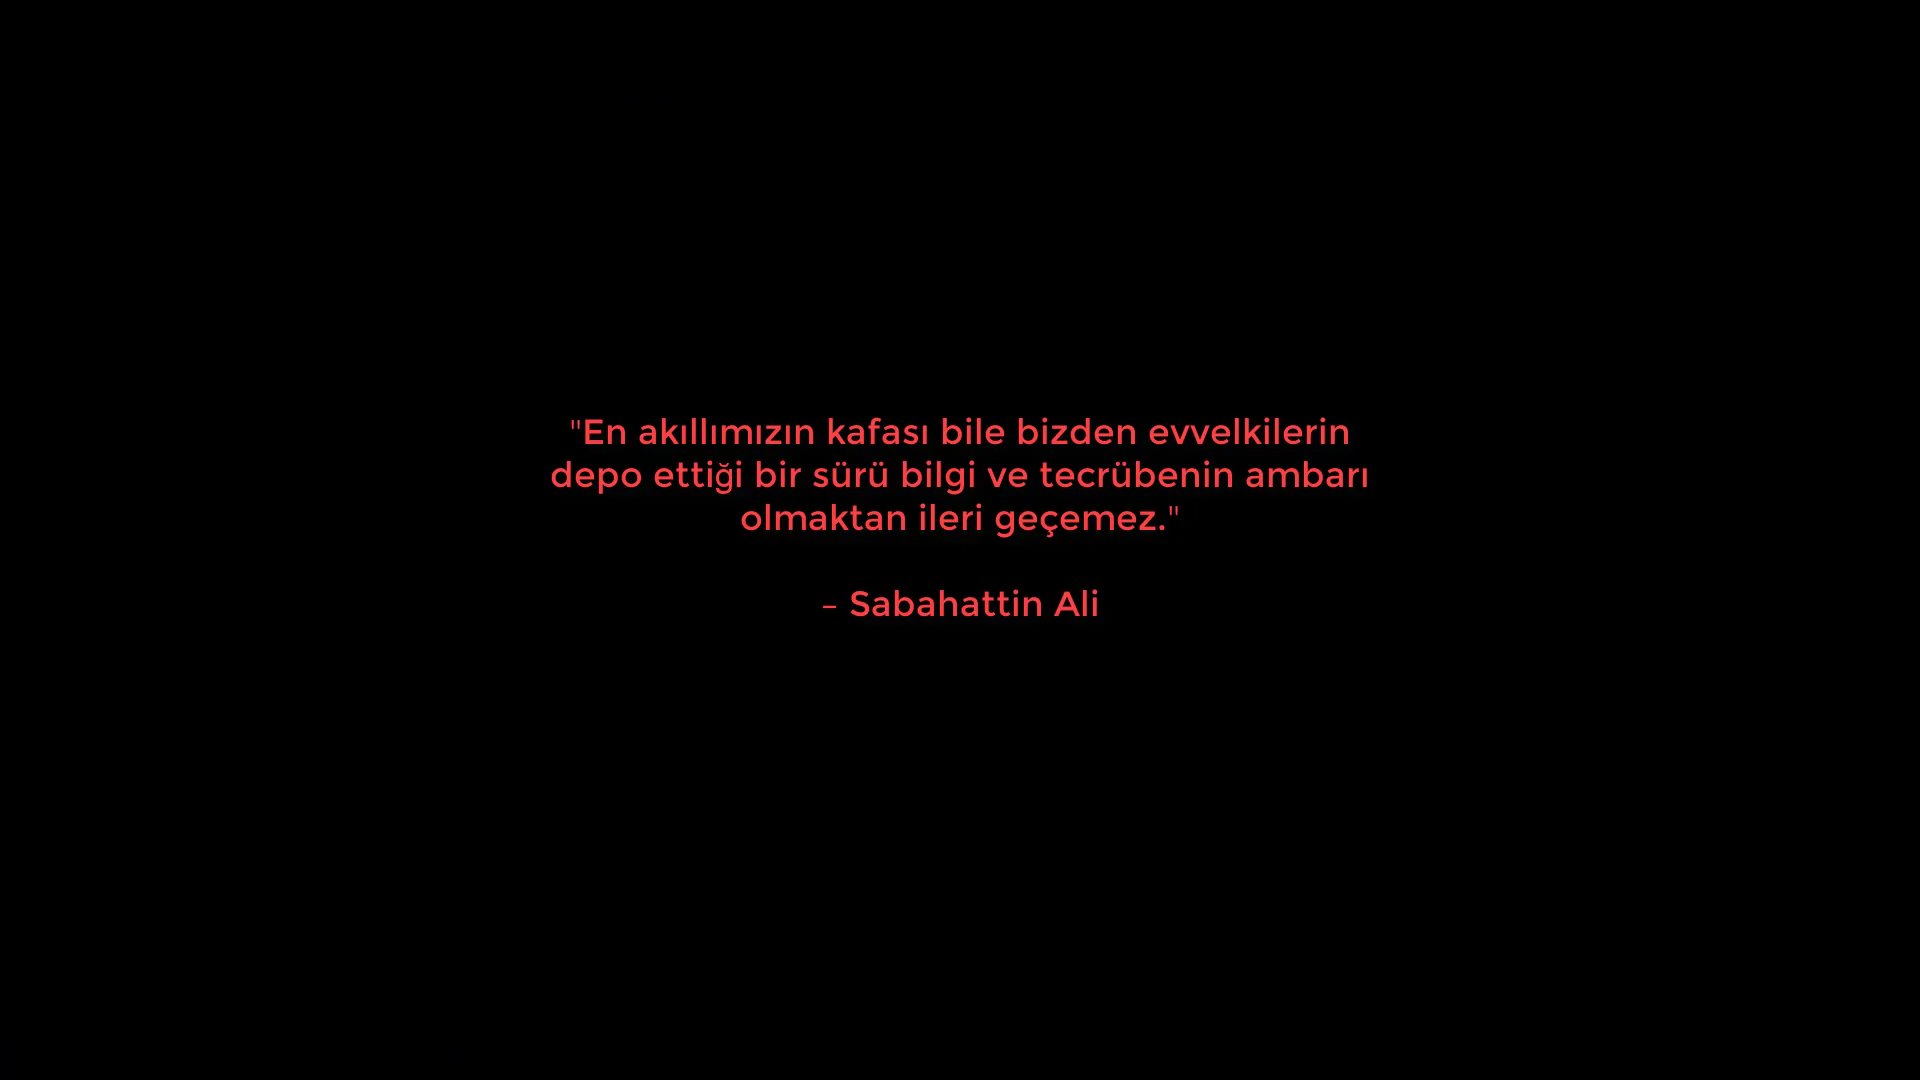 "En akıllımızın kafası bile bizden evvelkilerin
depo ettiği bir sürü bilgi ve tecrübenin ambarı
olmaktan ileri geçemez."
– Sabahattin Ali